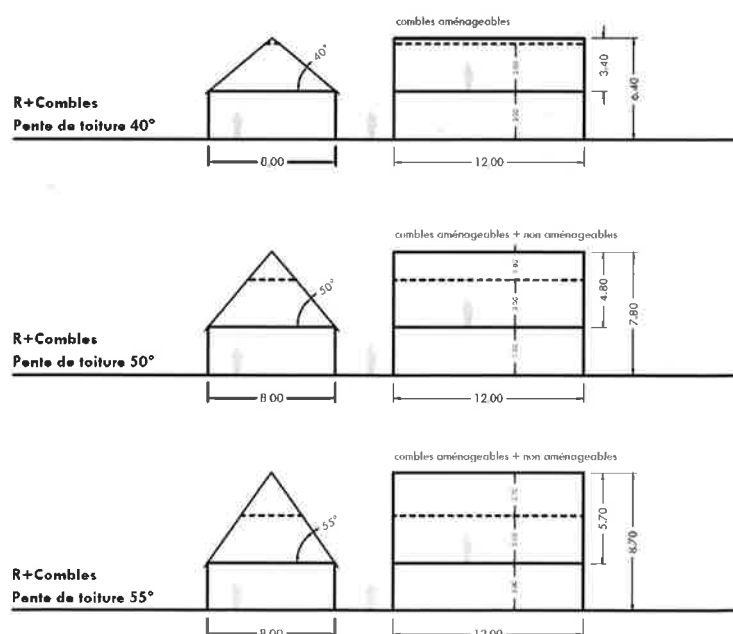 combles aménageables
40°
3.40
6.40
R+Combles
Pente de toiture 40°
8.00
12.00
combles aménageables + non aménageables
50°
4.80
7.80
R+Combles
Pente de toiture 50°
8.00
12.00
combles aménageables + non aménageables
55°
5.70
8.70
R+Combles
Pente de toiture 55°
8.00
12.00